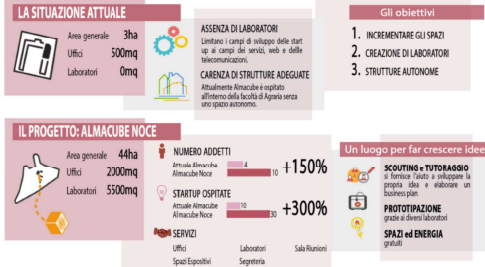 LA SITUAZIONE ATTUALE
Area generale 3ha
Uffici 500mq
Laboratori 0mq
ASSENZA DI LABORATORI
Limitano i campi di sviluppo delle start
up ai campi dei servizi, web e dellle
telecomunicazioni.
CARENZA DI STRUTTURE ADEGUATE
Attualmente Almacube è ospitato
all'interno della facoltà di Agraria senza
uno spazio autonomo.
Gli obiettivi
1. INCREMENTARE GLI SPAZI
2. CREAZIONE DI LABORATORI
3. STRUTTURE AUTONOME
IL PROGETTO: ALMACUBE NOCE
Area generale 44ha
Uffici 2000mq
Laboratori 5500mq
NUMERO ADDETTI
Attuale Almacube 4
Almacube Noce 10
+150%
STARTUP OSPITATE
Attuale Almacube 10
Almacube Noce 30
+300%
SERVIZI
Uffici Laboratori Sala Riunioni
Spazi Espositivi Segreteria
Un luogo per far crescere idee
SCOUTING e TUTORAGGIO
si fornisce l'aiuto a sviluppare la
propria idea e elaborare un
business plan
PROTOTIPAZIONE
grazie ai diversi laboratori
SPAZI ed ENERGIA
gratuiti